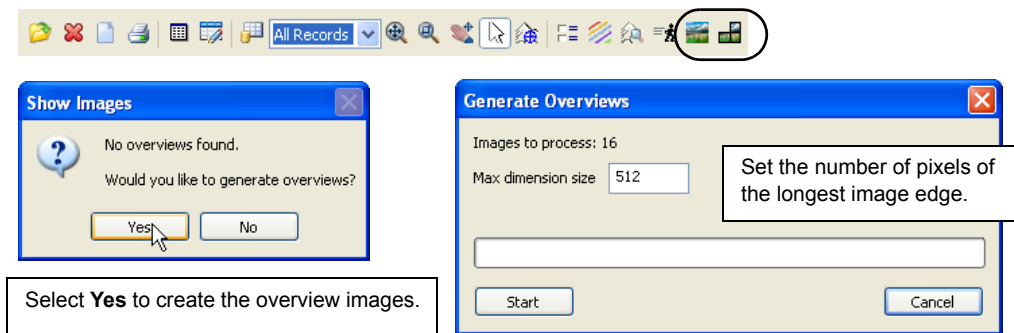 All Records
Show Images
No overviews found.
Would you like to generate overviews?
Yes
No
Select Yes to create the overview images.
Generate Overviews
Images to process: 16
Max dimension size 512
Set the number of pixels of
the longest image edge.
Start
Cancel